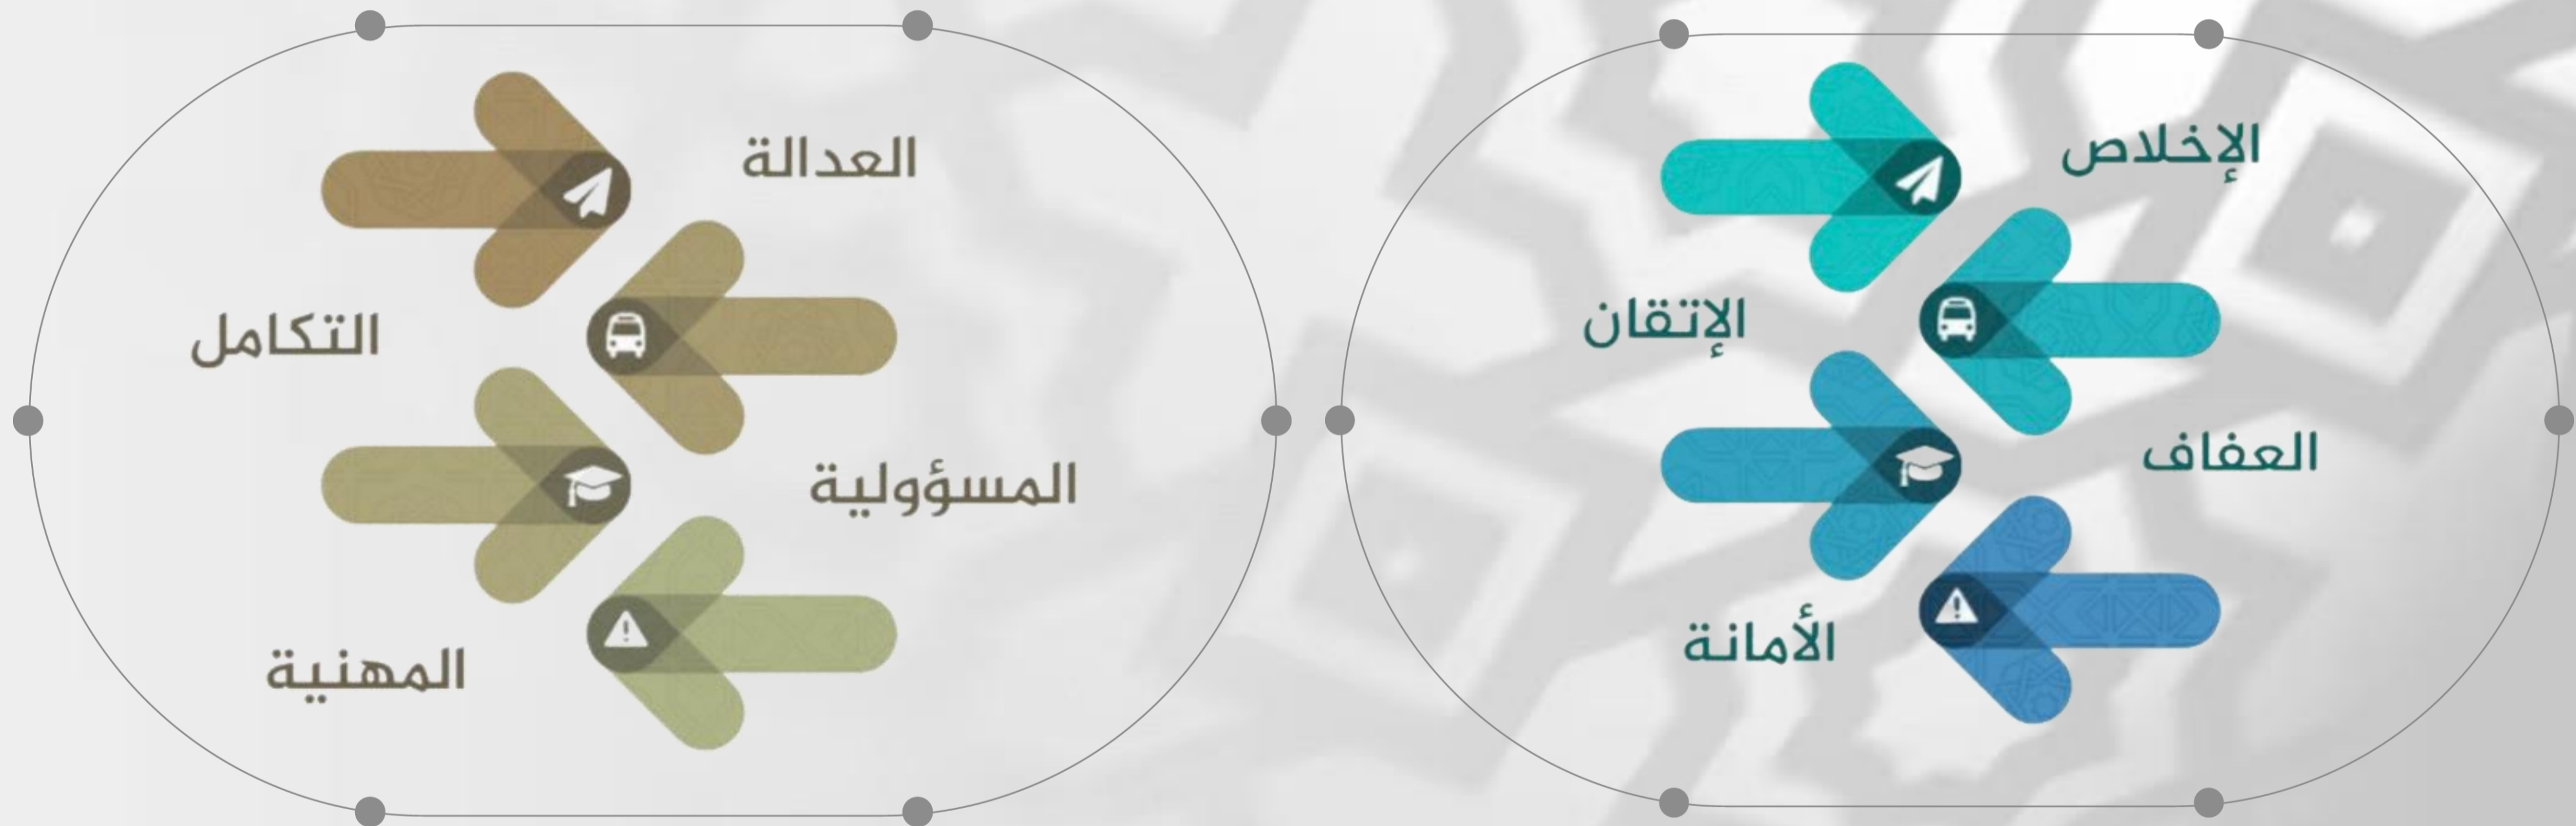 الإخلاص
الإتقان
العفاف
الأمانة
العدالة
التكامل
المسؤولية
المهنية